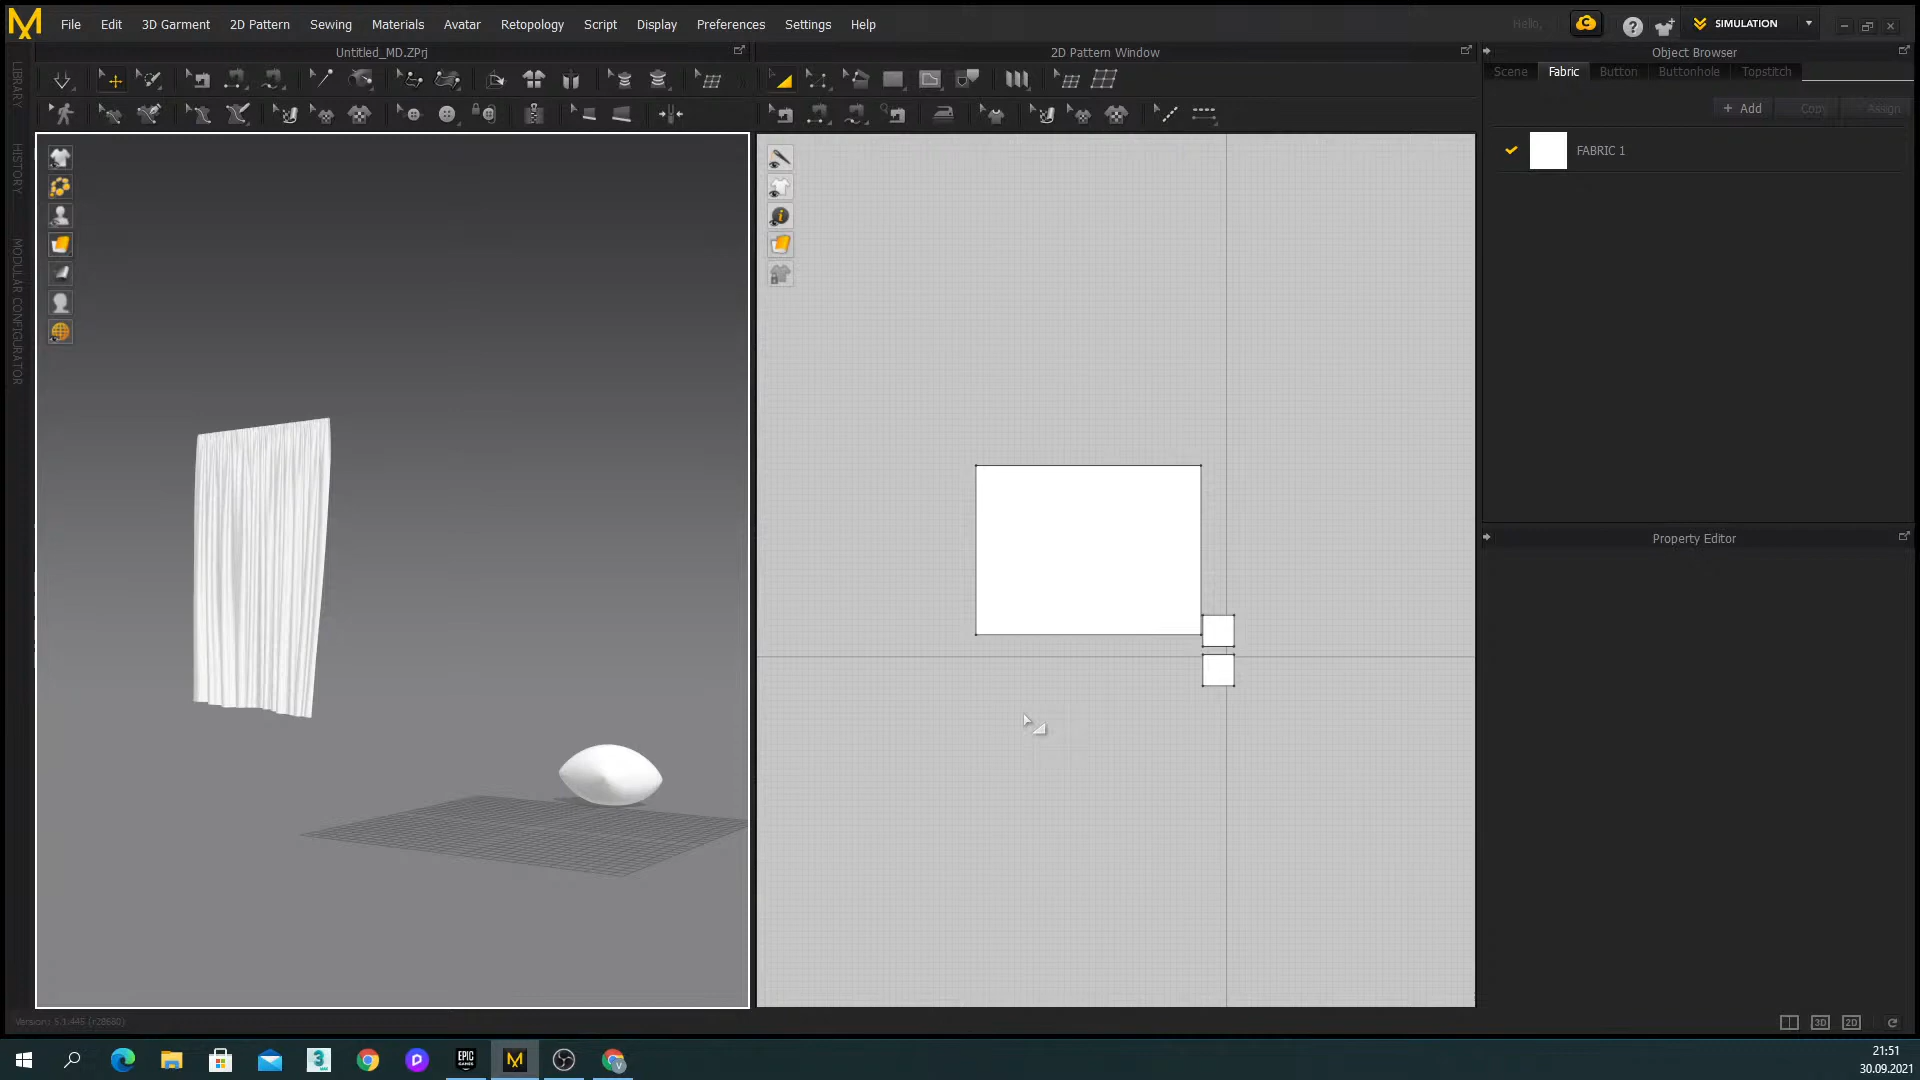 File Edit 3D Garment 2D Pattern Sewing Materials Avatar Retopology Script Display Preferences Settings Help
Hello,
SIMULATION
Untitled_MD.ZPrj
2D Pattern Window
Object Browser
Scene Fabric Button Buttonhole Topstitch
+ Add Copy Assign
FABRIC 1
LIBRARY
HISTORY
MODULAR CONFIGURATOR
Property Editor
Version: 5.1.445 (r28680)
3D 2D
EPIC GAMES
21:51
30.09.2021